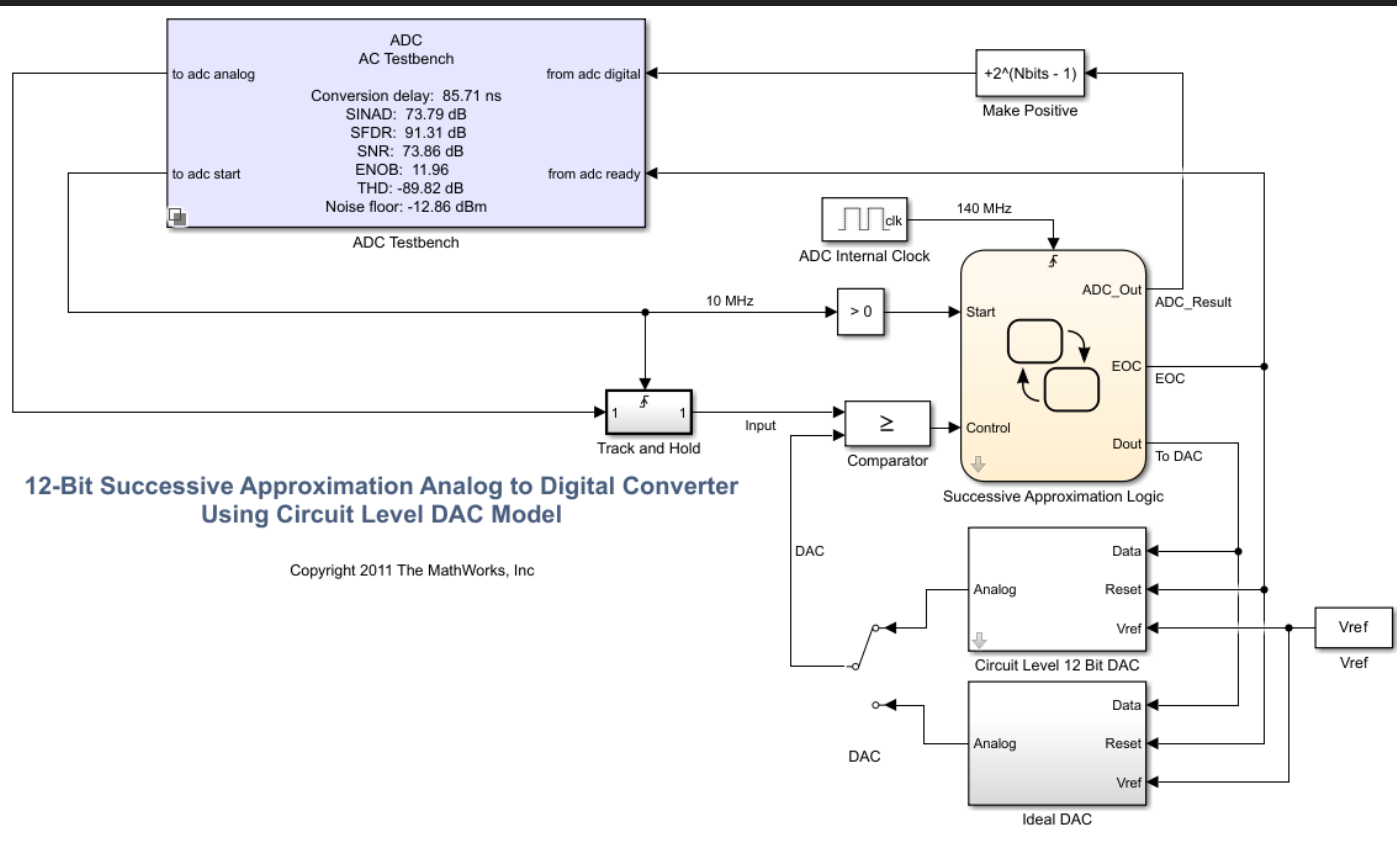 ADC
AC Testbench
to adc analog
from adc digital
Conversion delay: 85.71 ns
SINAD: 73.79 dB
SFDR: 91.31 dB
SNR: 73.86 dB
ENOB: 11.96
THD: -89.82 dB
Noise floor: -12.86 dBm
to adc start
from adc ready
ADC Testbench
+2^(Nbits - 1)
Make Positive
clk
ADC Internal Clock
140 MHz
10 MHz
> 0
Start
ADC_Out
ADC_Result
EOC
EOC
Control
Dout
To DAC
Successive Approximation Logic
1
1
Track and Hold
Input
≥
Comparator
12-Bit Successive Approximation Analog to Digital Converter
Using Circuit Level DAC Model
Copyright 2011 The MathWorks, Inc
DAC
Data
Analog
Reset
Vref
Circuit Level 12 Bit DAC
Vref
Vref
Data
Analog
Reset
Vref
Ideal DAC
DAC